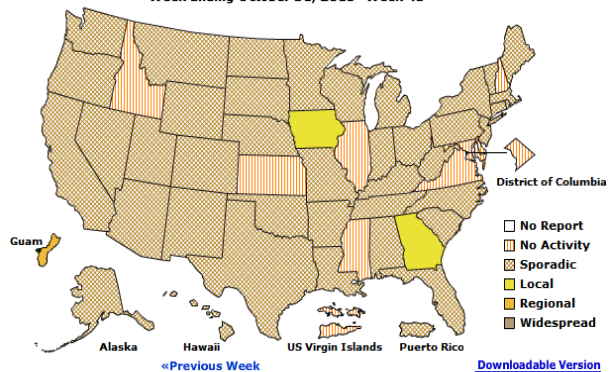 District of Columbia
No Report
No Activity
Guam
Sporadic
Local
Regional
Widespread
Alaska
Hawaii
US Virgin Islands
Puerto Rico
«Previous Week
Downloadable Version